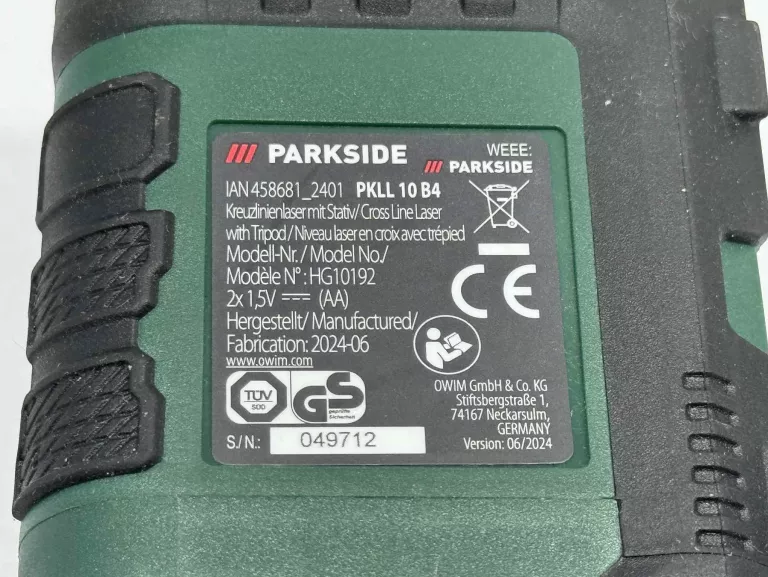 PARKSIDE
WEEE:
PARKSIDE
IAN 458681_2401 PKLL 10 B4
Kreuzlinienlaser mit Stativ/ Cross Line Laser
with Tripod / Niveau laser en croix avec trépied
Modell-Nr. / Model No./
Modèle N° : HG10192
2x 1,5V ⎓ (AA)
Hergestellt/ Manufactured/
Fabrication: 2024-06
www.owim.com
CE
TÜV
SÜD
GS
geprüfte
Sicherheit
OWIM GmbH & Co. KG
Stiftsbergstraße 1,
74167 Neckarsulm,
GERMANY
Version: 06/2024
S./ N.: 049712